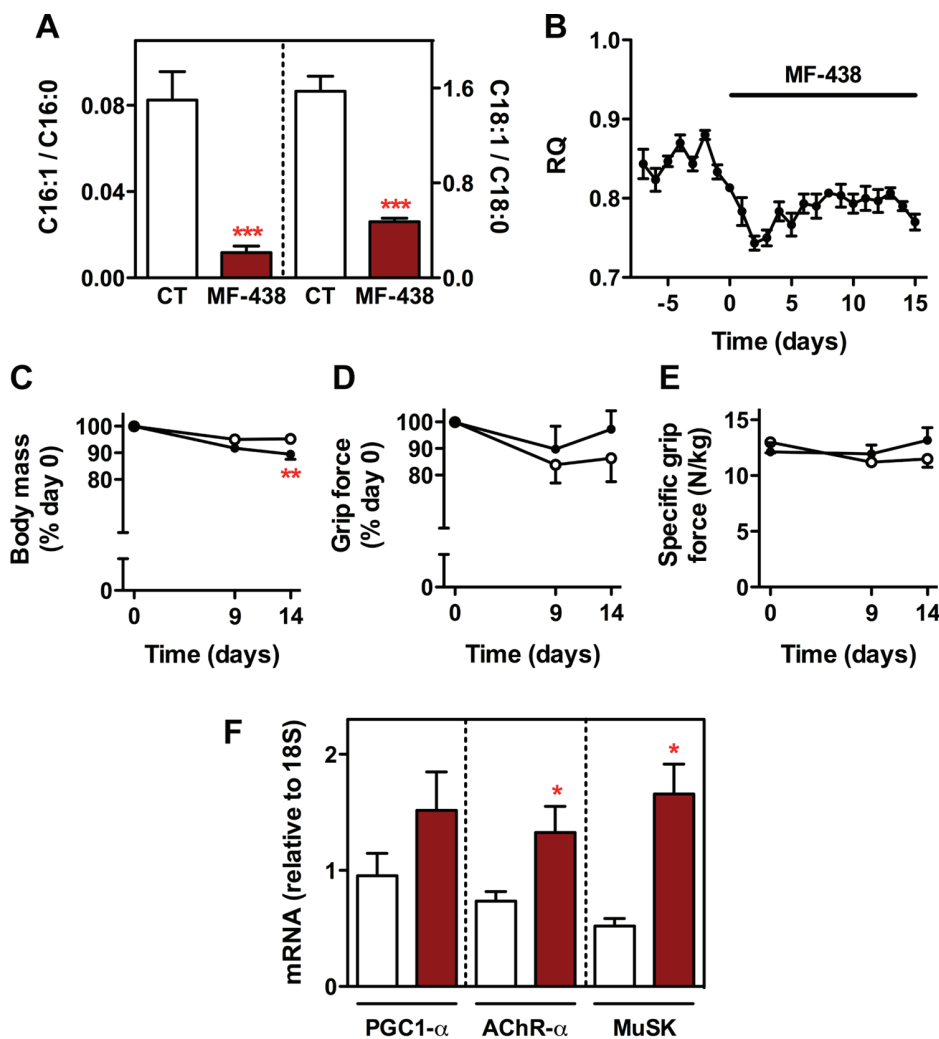 A
C16:1 / C16:0
0.08
0.04
0.00
***
***
1.6
0.8
0.0
C18:1 / C18:0
CT MF-438 CT MF-438
B
RQ
1.0
0.9
0.8
0.7
MF-438
-5 0 5 10 15
Time (days)
C
Body mass
(% day 0)
100
90
80
0
**
0 9 14
Time (days)
D
Grip force
(% day 0)
100
90
80
0
0 9 14
Time (days)
E
Specific grip
force (N/kg)
15
10
5
0
0 9 14
Time (days)
F
mRNA (relative to 18S)
2
1
0
*
*
PGC1-α AChR-α MuSK